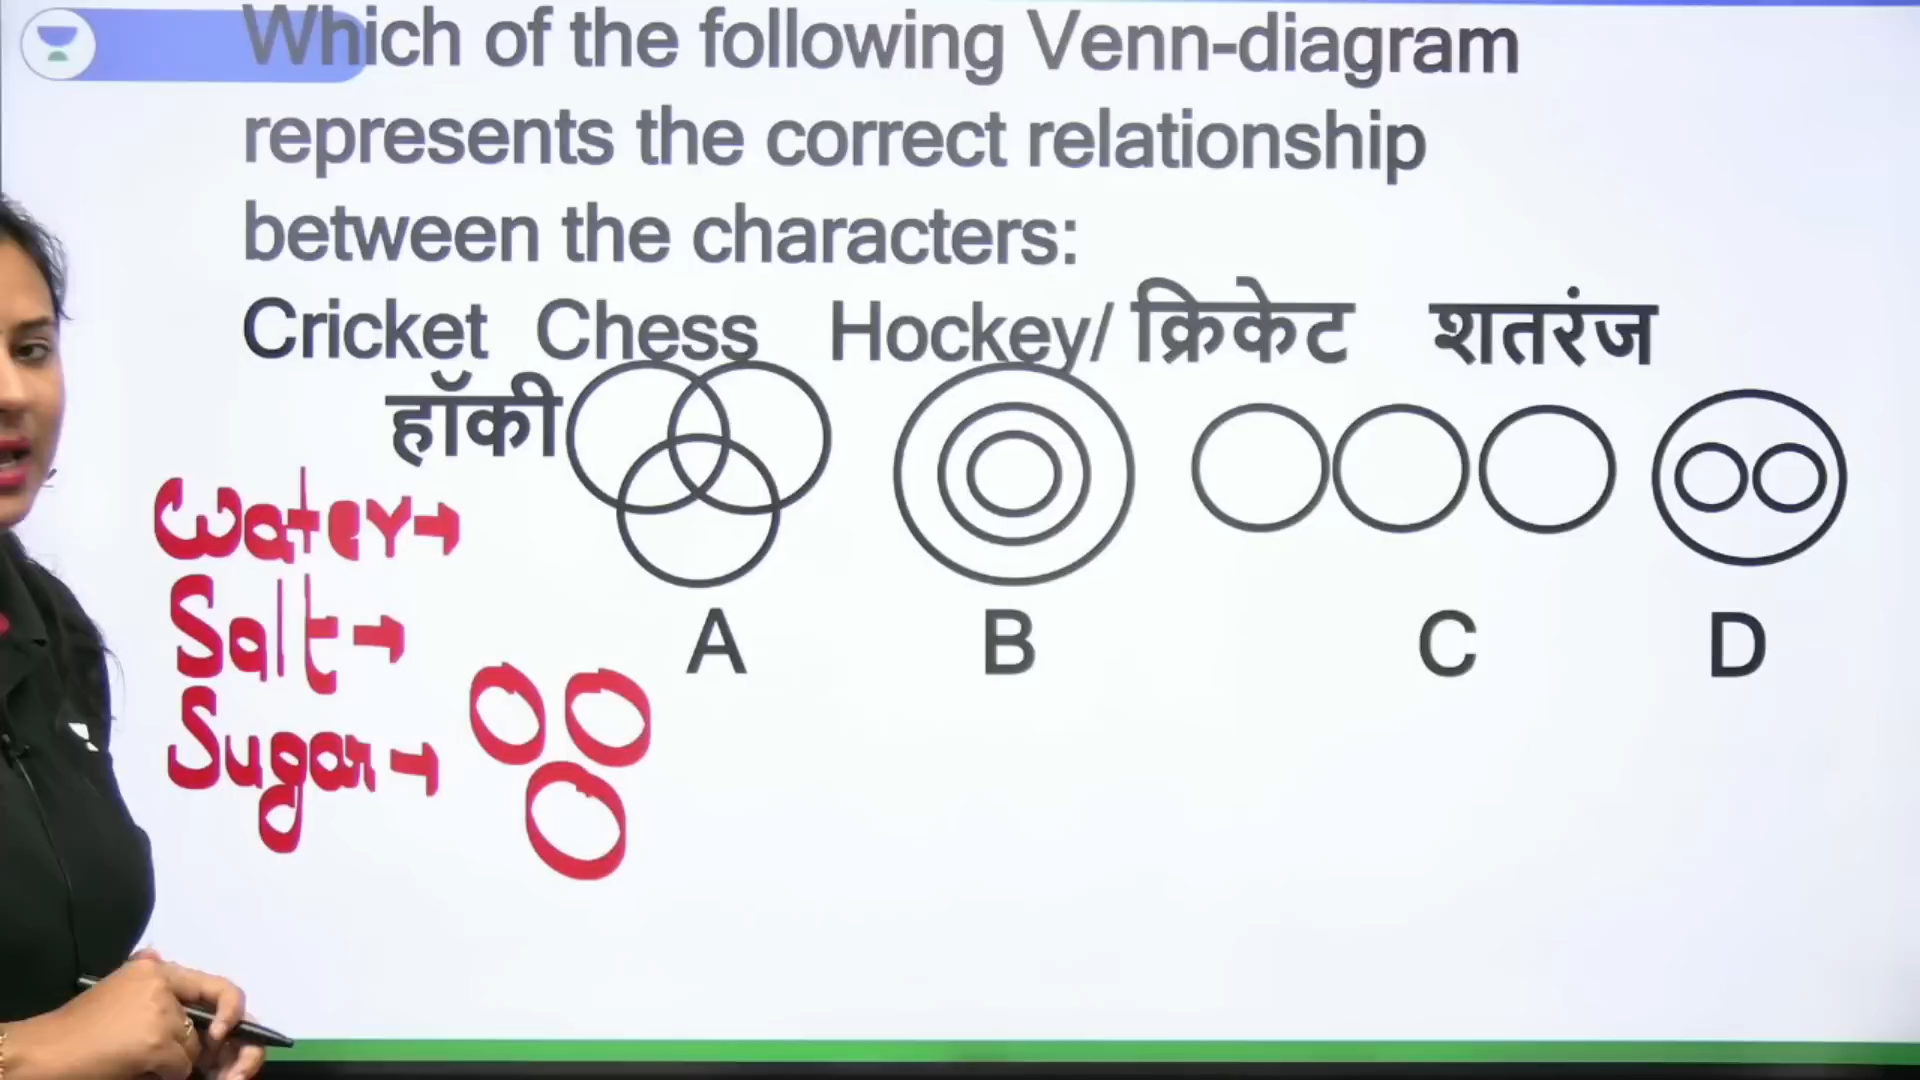 Which of the following Venn-diagram
represents the correct relationship
between the characters:
Cricket Chess Hockey/ क्रिकेट शतरंज
हॉकी
A B C D
Water→
Salt→
Sugar→